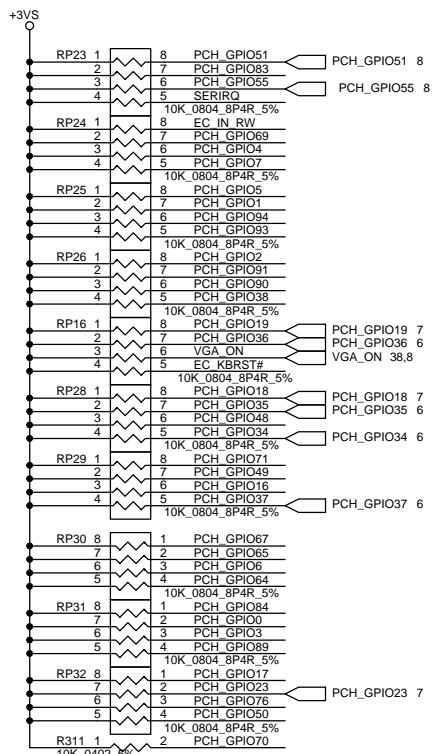 +3VS
RP23 1 8 PCH_GPIO51 PCH_GPIO51 8
2 7 PCH_GPIO83
3 6 PCH_GPIO55 PCH_GPIO55 8
4 5 SERIRQ
10K_0804_8P4R_5%
RP24 1 8 EC_IN_RW
2 7 PCH_GPIO69
3 6 PCH_GPIO4
4 5 PCH_GPIO7
10K_0804_8P4R_5%
RP25 1 8 PCH_GPIO5
2 7 PCH_GPIO1
3 6 PCH_GPIO94
4 5 PCH_GPIO93
10K_0804_8P4R_5%
RP26 1 8 PCH_GPIO2
2 7 PCH_GPIO91
3 6 PCH_GPIO90
4 5 PCH_GPIO38
10K_0804_8P4R_5%
RP16 1 8 PCH_GPIO19 PCH_GPIO19 7
2 7 PCH_GPIO36 PCH_GPIO36 6
3 6 VGA_ON VGA_ON 38,8
4 5 EC_KBRST#
10K_0804_8P4R_5%
RP28 1 8 PCH_GPIO18 PCH_GPIO18 7
2 7 PCH_GPIO35 PCH_GPIO35 6
3 6 PCH_GPIO48
4 5 PCH_GPIO34 PCH_GPIO34 6
10K_0804_8P4R_5%
RP29 1 8 PCH_GPIO71
2 7 PCH_GPIO49
3 6 PCH_GPIO16
4 5 PCH_GPIO37 PCH_GPIO37 6
10K_0804_8P4R_5%
RP30 8 1 PCH_GPIO67
7 2 PCH_GPIO65
6 3 PCH_GPIO6
5 4 PCH_GPIO64
10K_0804_8P4R_5%
RP31 8 1 PCH_GPIO84
7 2 PCH_GPIO0
6 3 PCH_GPIO3
5 4 PCH_GPIO89
10K_0804_8P4R_5%
RP32 8 1 PCH_GPIO17
7 2 PCH_GPIO23 PCH_GPIO23 7
6 3 PCH_GPIO76
5 4 PCH_GPIO50
10K_0804_8P4R_5%
R311 1 2 PCH_GPIO70
10K_0402_5%